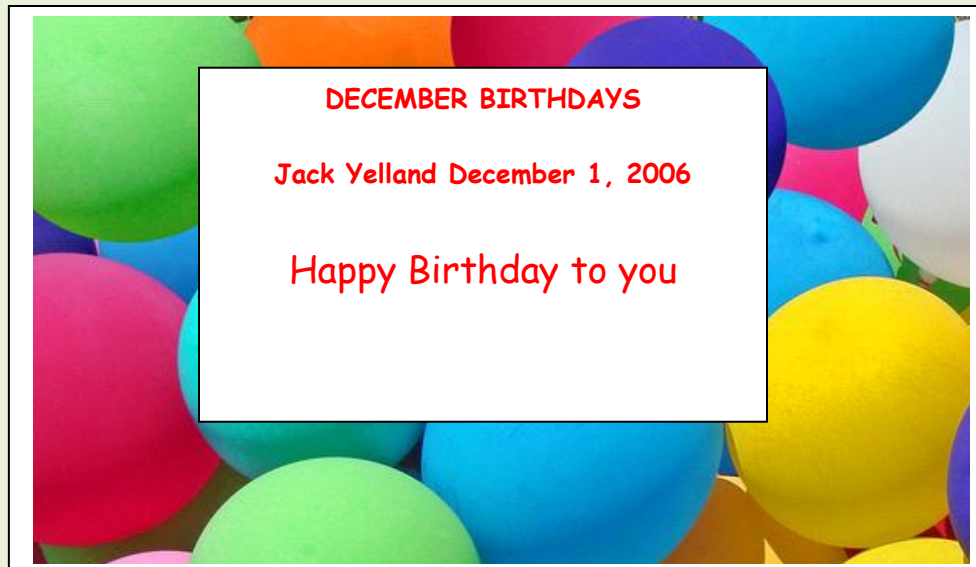 DECEMBER BIRTHDAYS
Jack Yelland December 1, 2006
Happy Birthday to you